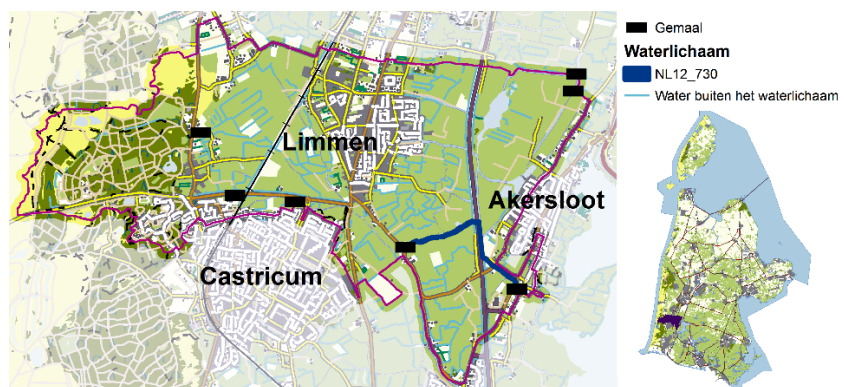 Limmen
Akersloot
Castricum
Gemaal
Waterlichaam
NL12_730
Water buiten het waterlichaam